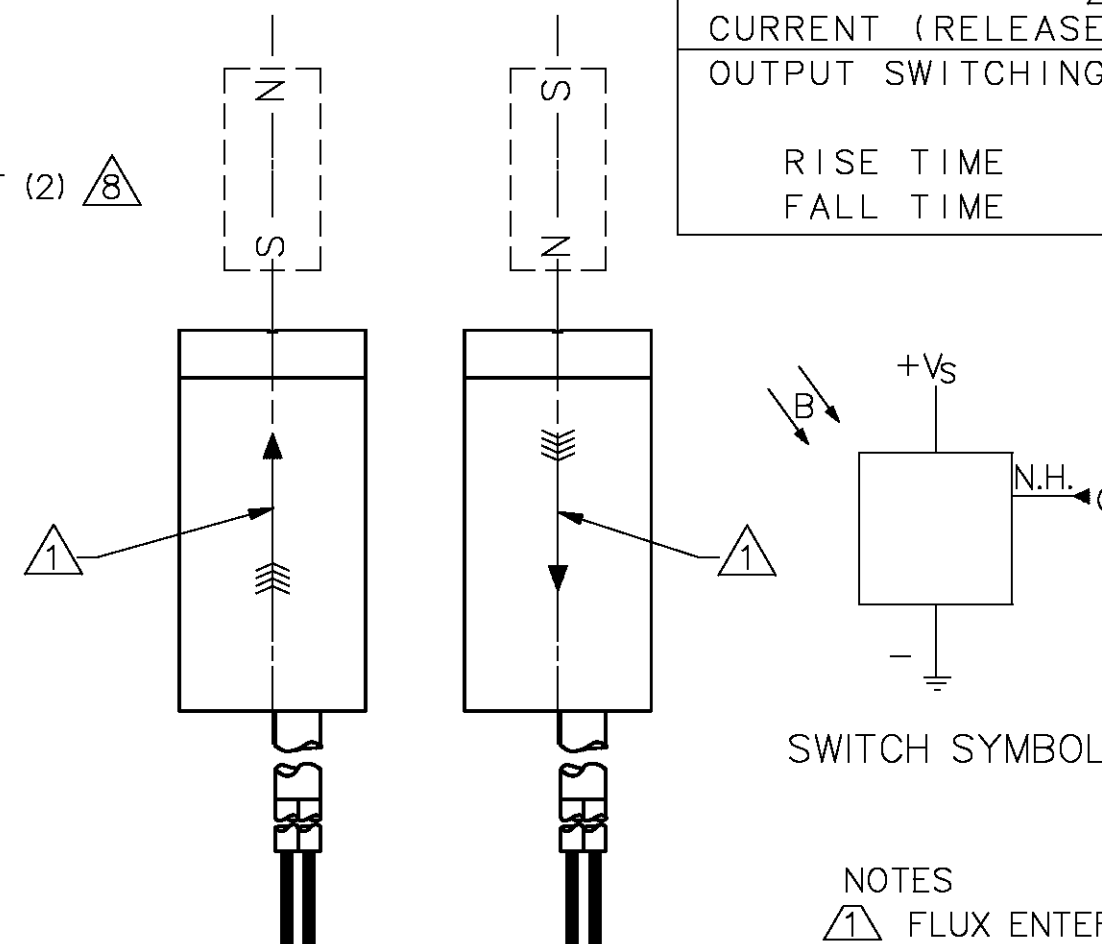 CURRENT (RELEASE
OUTPUT SWITCHING
RISE TIME
FALL TIME
N
S
S
N
(2) 8
+VS
B
N.H.
1
1
−
SWITCH SYMBOL
NOTES
1 FLUX ENTER